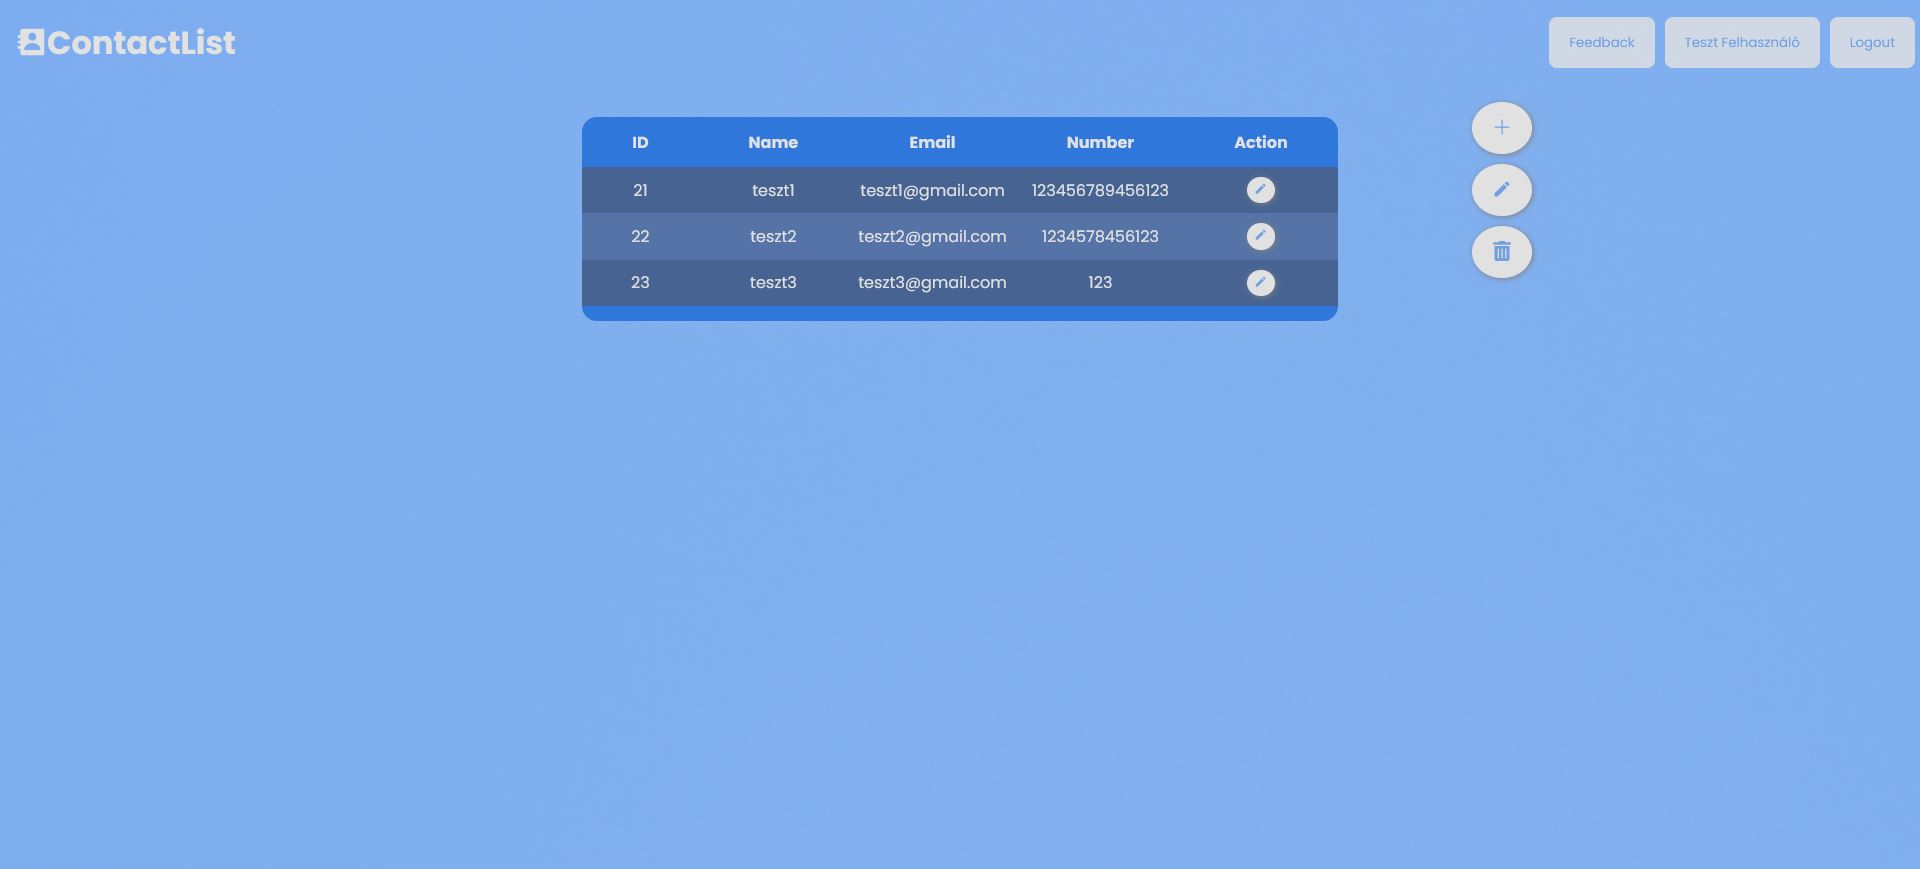 ContactList
Feedback
Teszt Felhasználó
Logout
ID Name Email Number Action
21 teszt1 teszt1@gmail.com 123456789456123
22 teszt2 teszt2@gmail.com 1234578456123
23 teszt3 teszt3@gmail.com 123